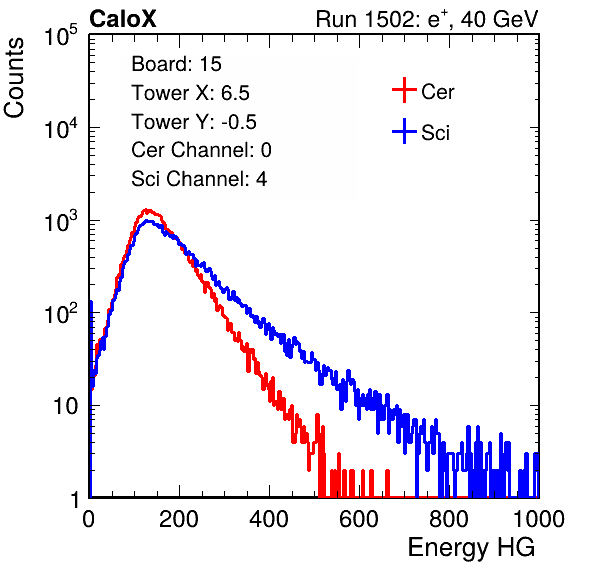 CaloX Run 1502: e⁺, 40 GeV
Counts
Board: 15
Tower X: 6.5
Tower Y: -0.5
Cer Channel: 0
Sci Channel: 4
Cer
Sci
10⁵
10⁴
10³
10²
10
1
0 200 400 600 800 1000
Energy HG